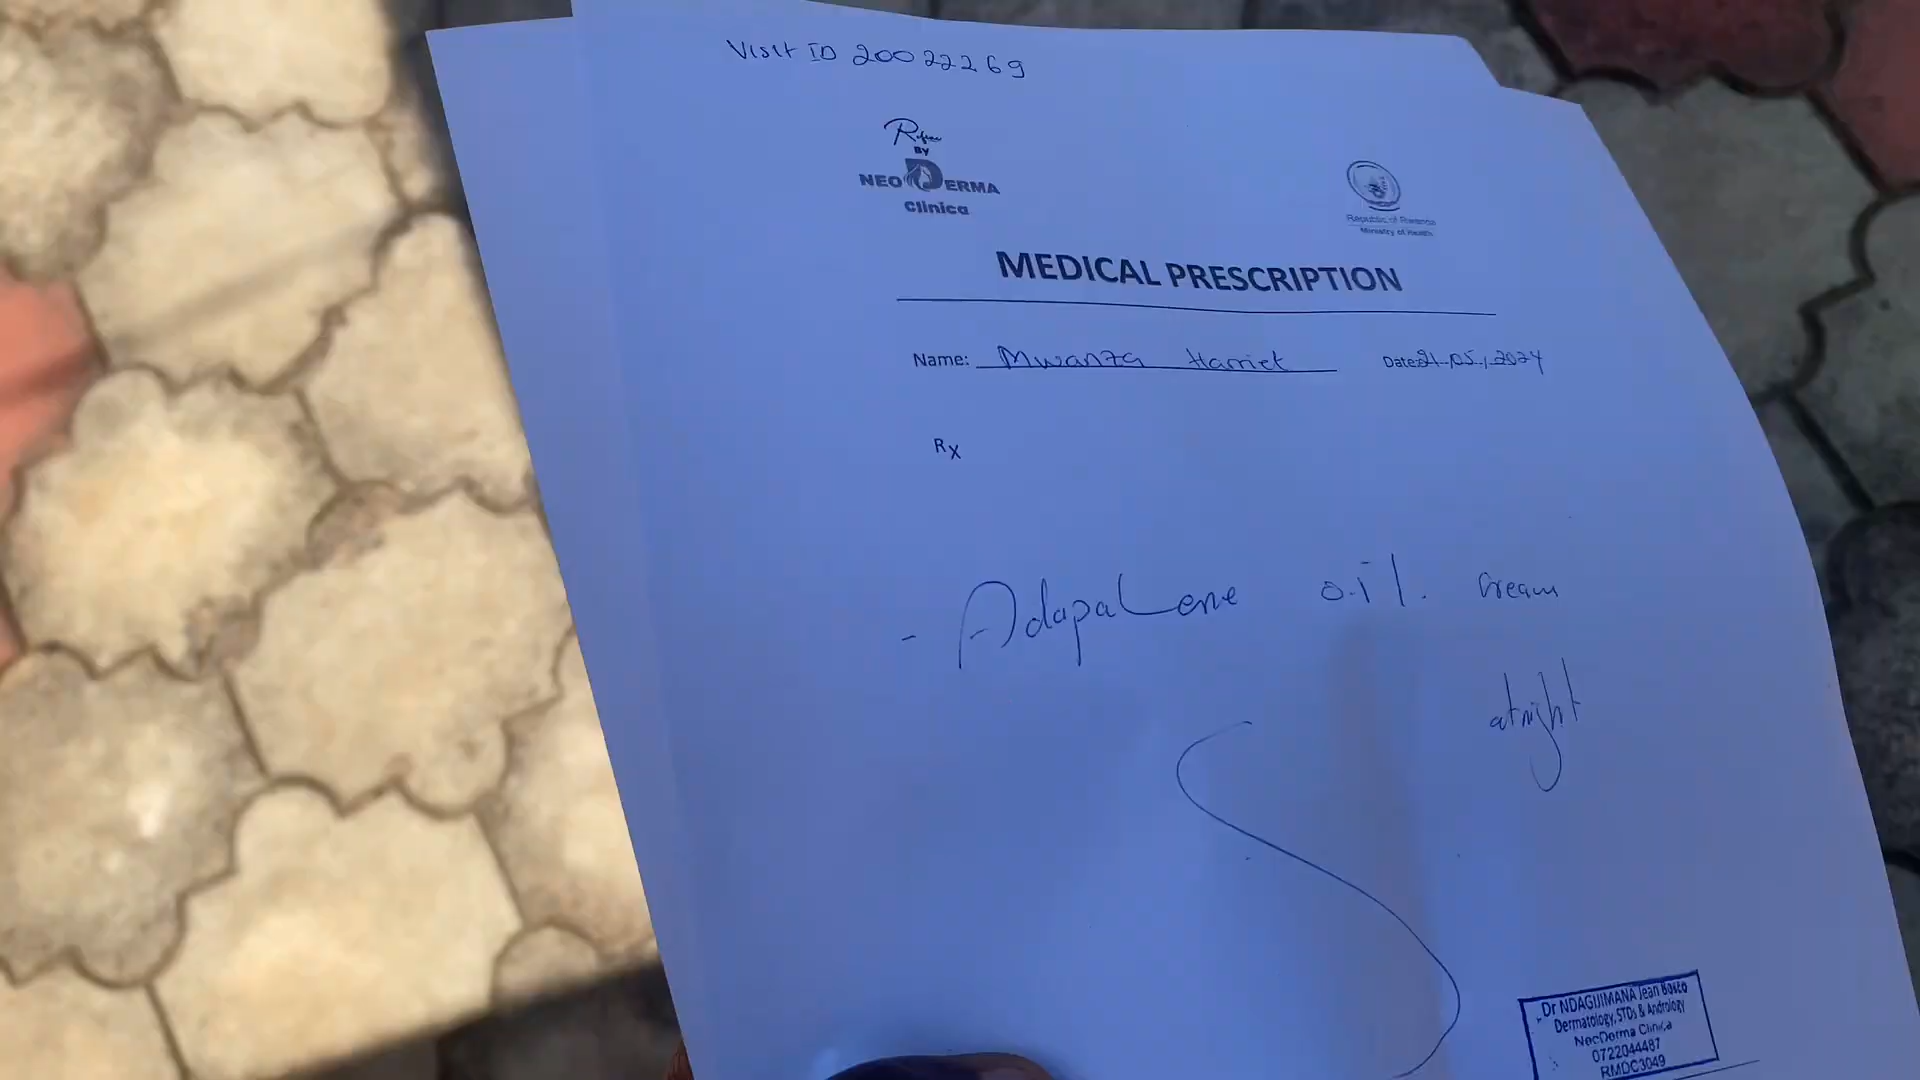 Visit ID 20022269
Refine
By
NEO DERMA
Clinica
Republic of Rwanda
Ministry of Health
MEDICAL PRESCRIPTION
Name: Mwanza Harriet Date: 21.05.2024
Rx
- Adapalene 0.1%. cream
at night
Dr NDAGIJIMANA Jean Bosco
Dermatology, STDs & Andrology
NeoDerma Clinica
0722044487
RMDC3049